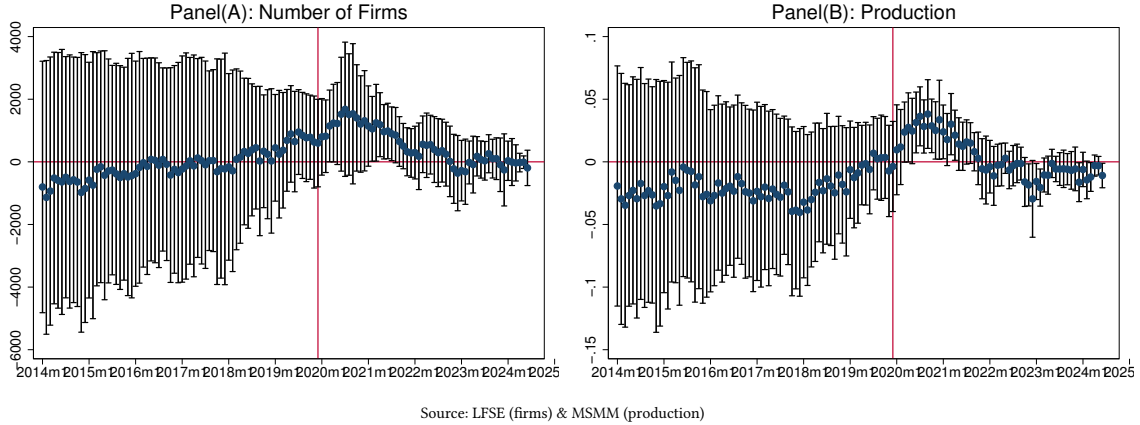 Panel(A): Number of Firms
4000
2000
0
−2000
−4000
−6000
2014m1 2015m1 2016m1 2017m1 2018m1 2019m1 2020m1 2021m1 2022m1 2023m1 2024m1 2025
Panel(B): Production
.1
.05
0
−.05
−.1
−.15
2014m1 2015m1 2016m1 2017m1 2018m1 2019m1 2020m1 2021m1 2022m1 2023m1 2024m1 2025
Source: LFSE (firms) & MSMM (production)